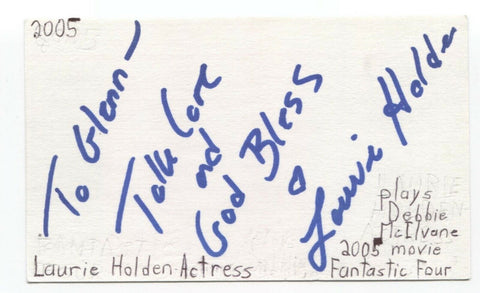 2005
To Glenn-
Take Care
and
God Bless
Laurie Holden
plays
Debbie
McIlvane
2005 movie
Fantastic Four
Laurie Holden-Actress